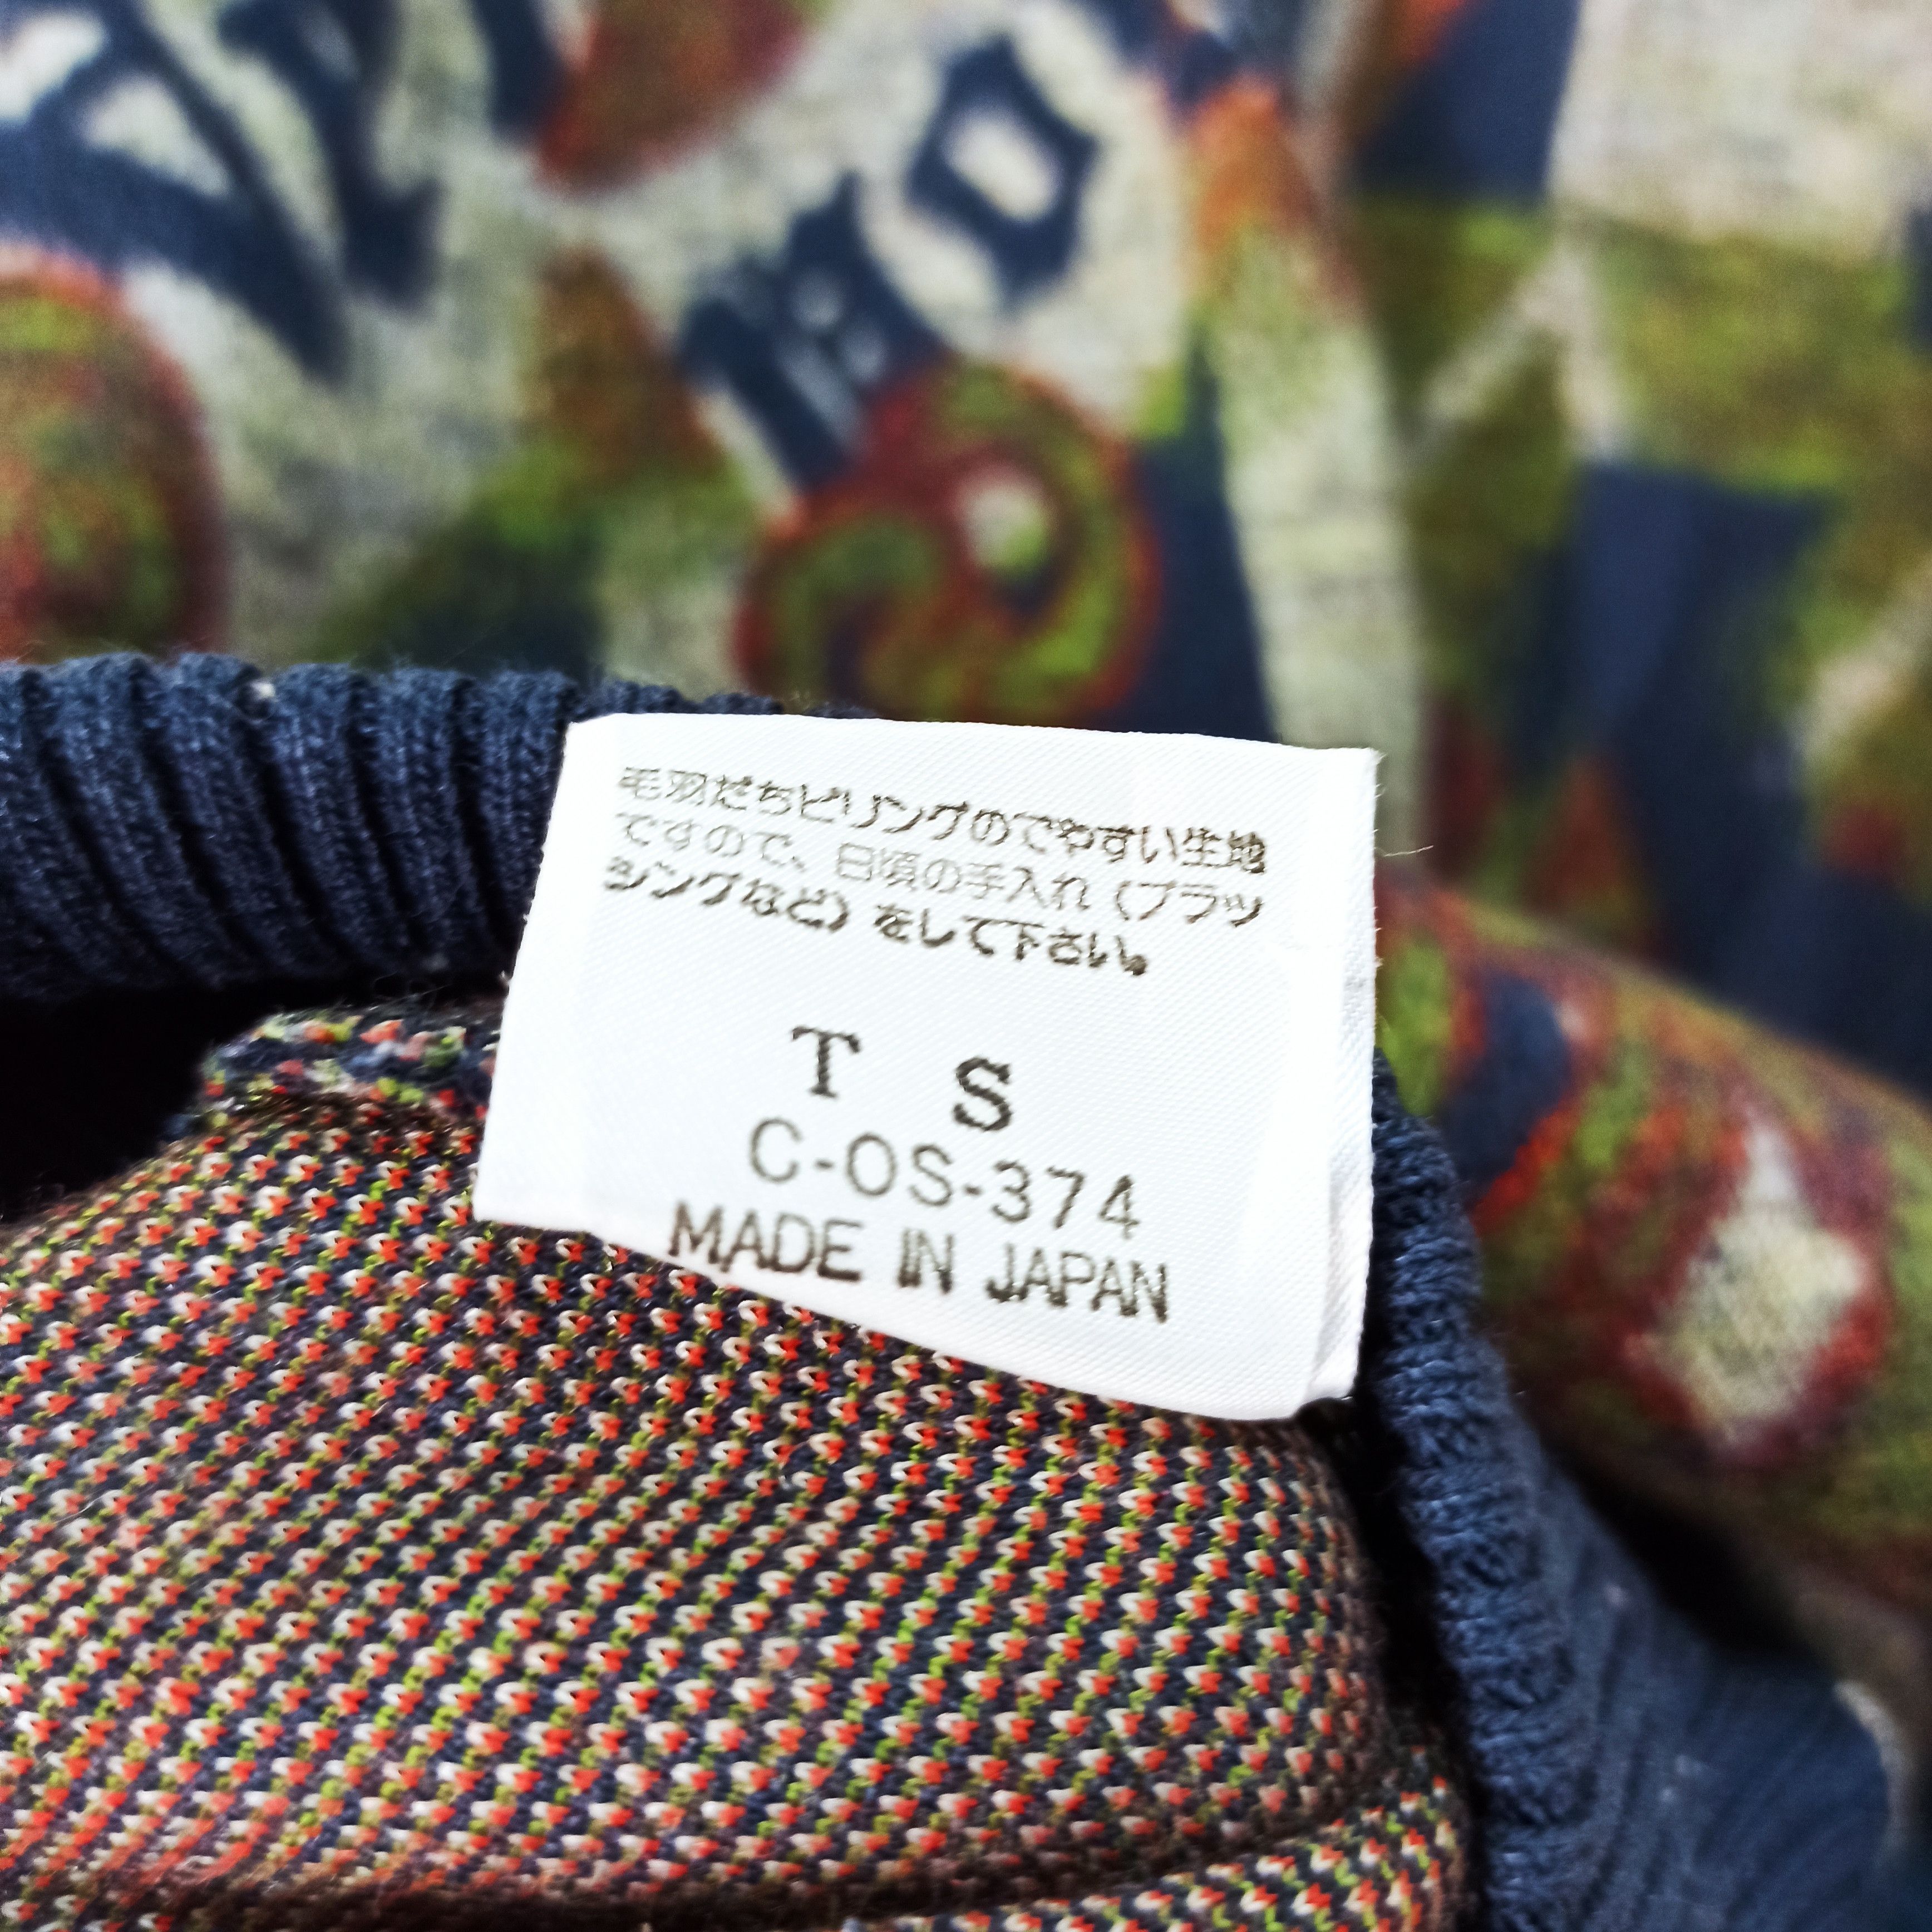 毛羽だちピリングのでやすい生地
ですので、日頃の手入れ（ブラッ
シングなど）をして下さい。
T S
C-OS-374
MADE IN JAPAN